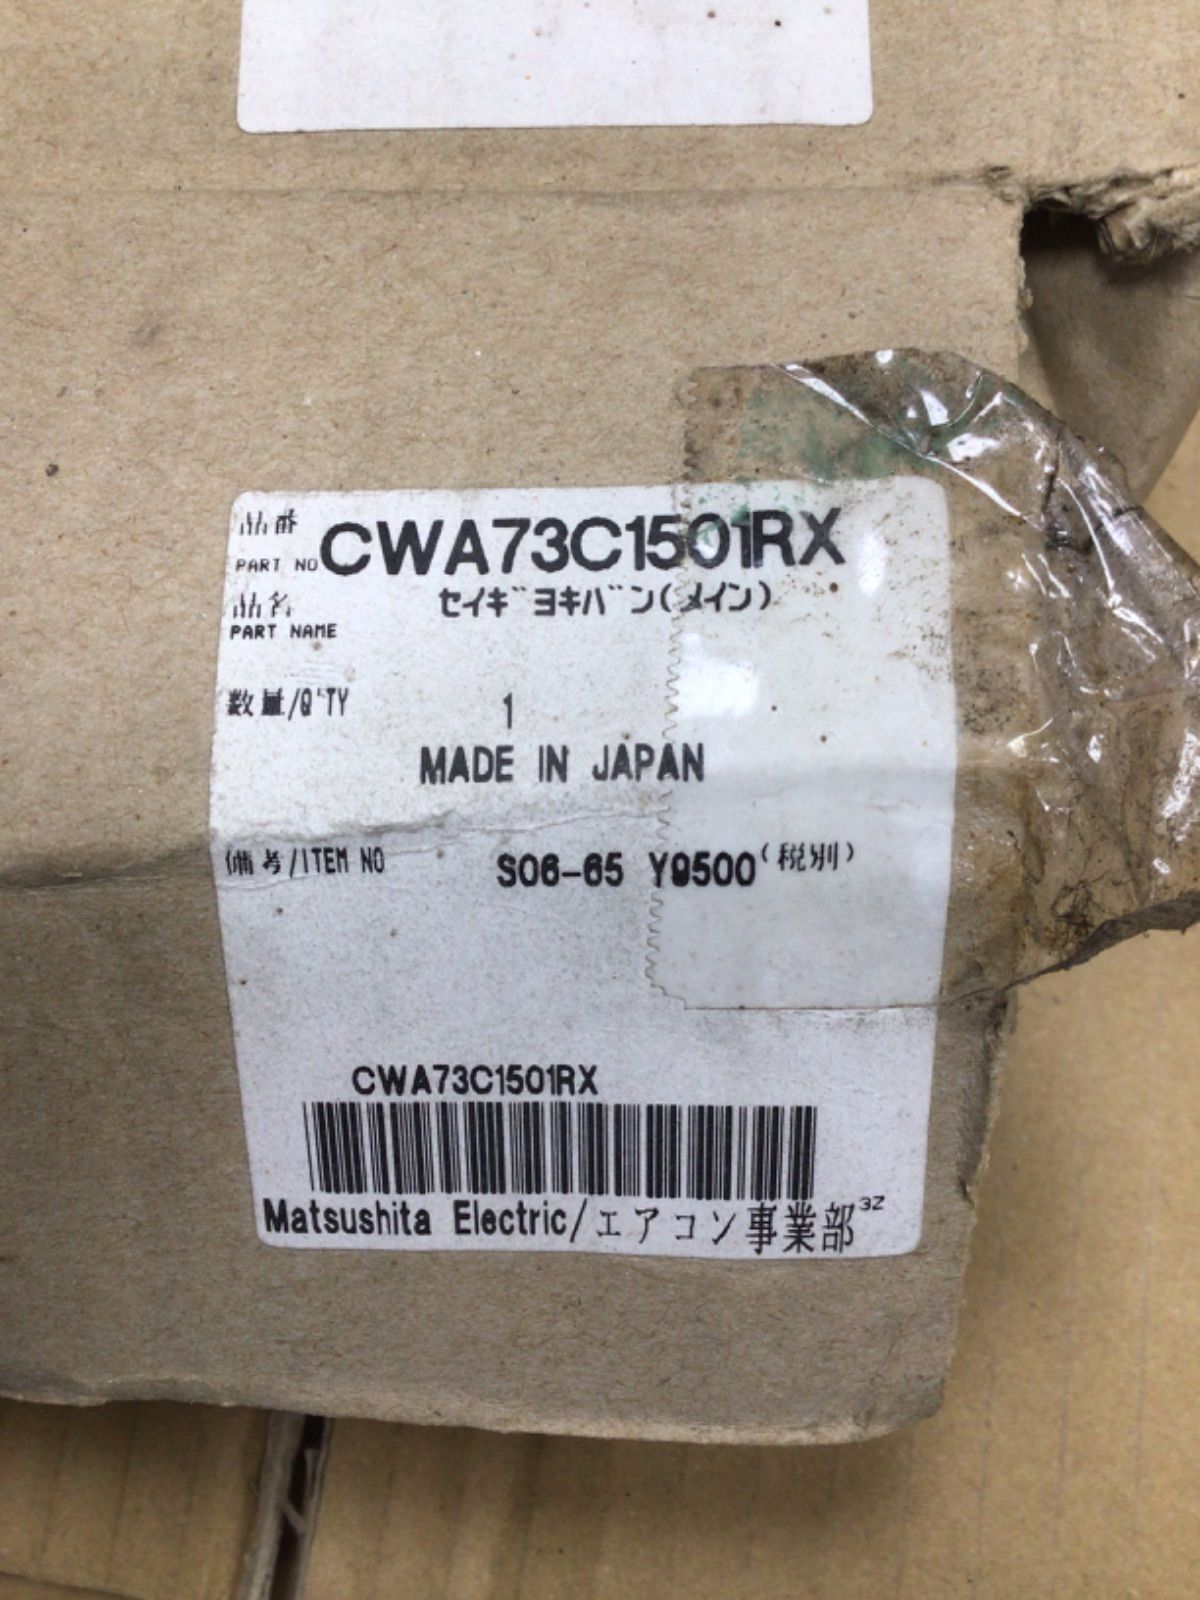 品番
PART NO CWA73C1501RX
品名 セイギヨキバン(メイン)
PART NAME
数量/Q'TY 1
MADE IN JAPAN
備考/ITEM NO S06-65 Y9500(税別)
CWA73C1501RX
Matsushita Electric/エアコン事業部 3Z